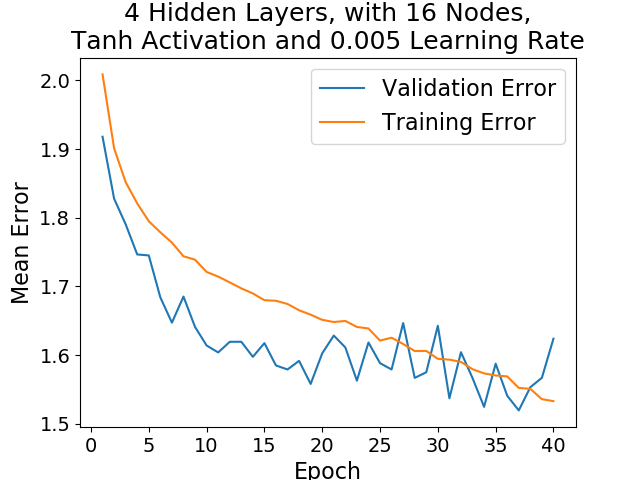 4 Hidden Layers, with 16 Nodes,
Tanh Activation and 0.005 Learning Rate
Validation Error
Training Error
Mean Error
2.0
1.9
1.8
1.7
1.6
1.5
0 5 10 15 20 25 30 35 40
Epoch